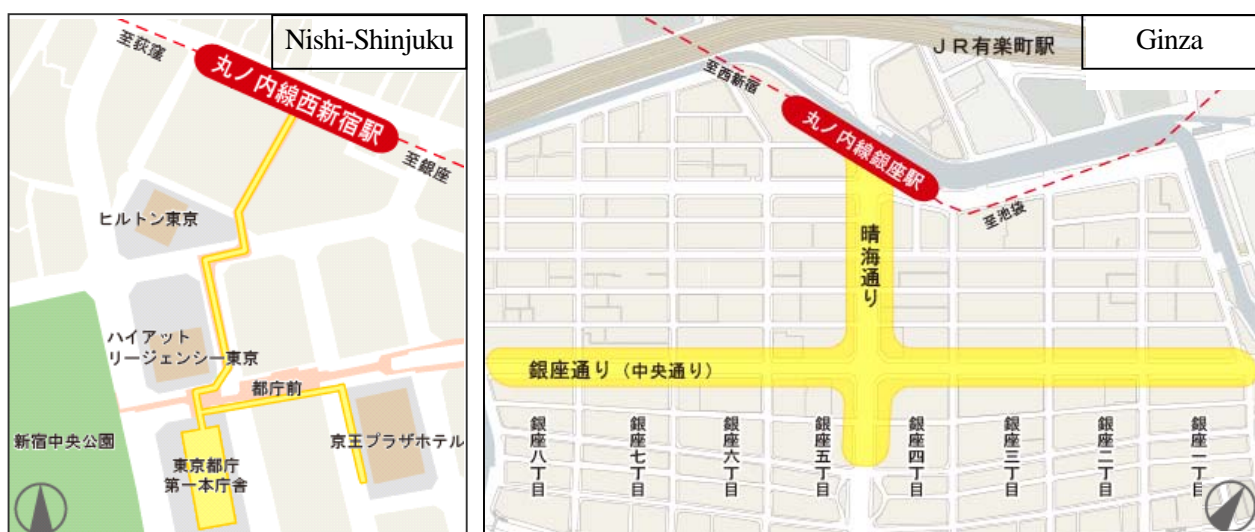 Nishi-Shinjuku
至荻窪
丸ノ内線西新宿駅
至銀座
ヒルトン東京
ハイアット
リージェンシー東京
都庁前
新宿中央公園
東京都庁
第一本庁舎
京王プラザホテル
Ginza
JR有楽町駅
至西新宿
丸ノ内線銀座駅
至池袋
晴海通り
銀座通り（中央通り）
銀座八丁目
銀座七丁目
銀座六丁目
銀座五丁目
銀座四丁目
銀座三丁目
銀座二丁目
銀座一丁目